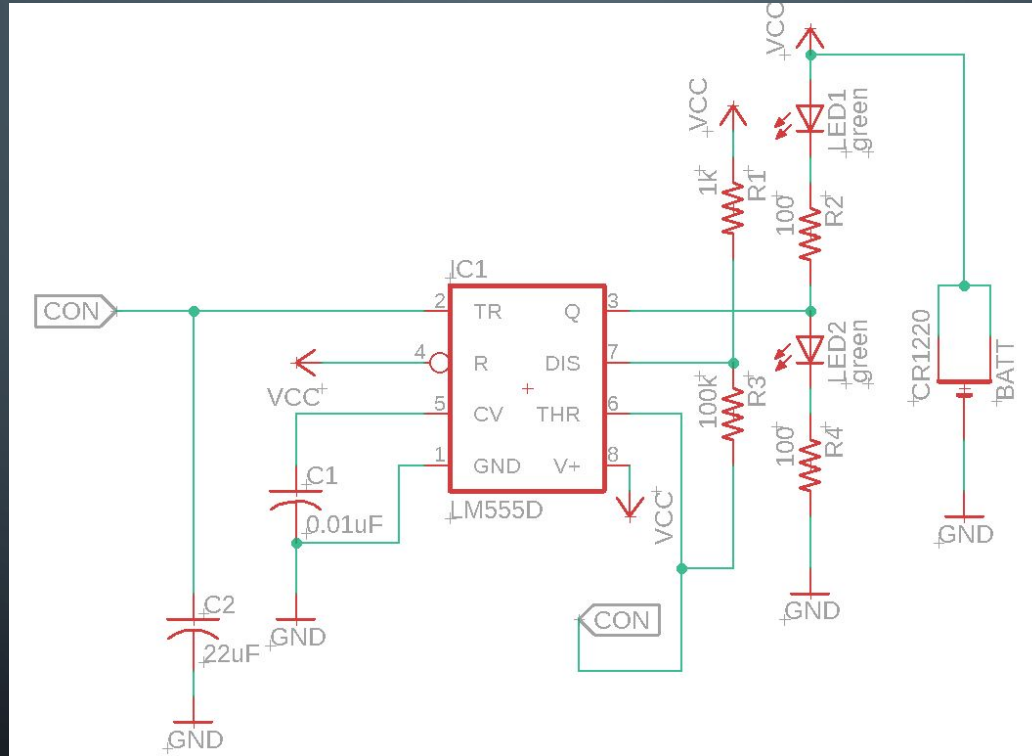 VCC
LED1
green
VCC
1k
R1
100
R2
IC1
CON
2
TR
Q
3
LED2
green
4
R
DIS
7
VCC
100k
R3
CR1220
BATT
5
CV
THR
6
100
R4
1
GND
V+
8
C1
0.01uF
LM555D
VCC
GND
C2
22uF
GND
CON
GND
GND